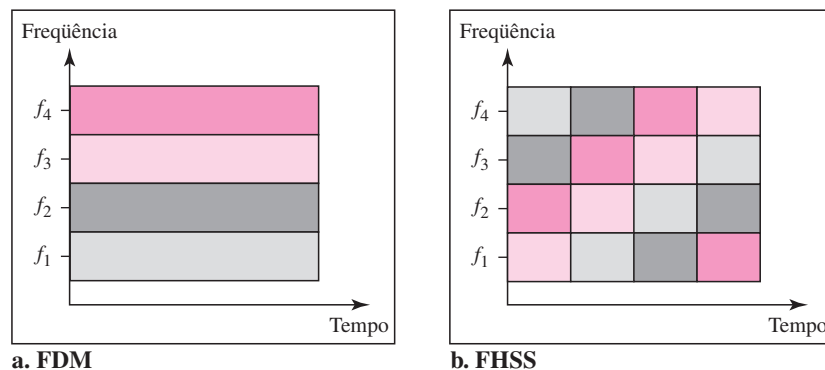 Freqüência
f4
f3
f2
f1
Tempo
a. FDM
Freqüência
f4
f3
f2
f1
Tempo
b. FHSS